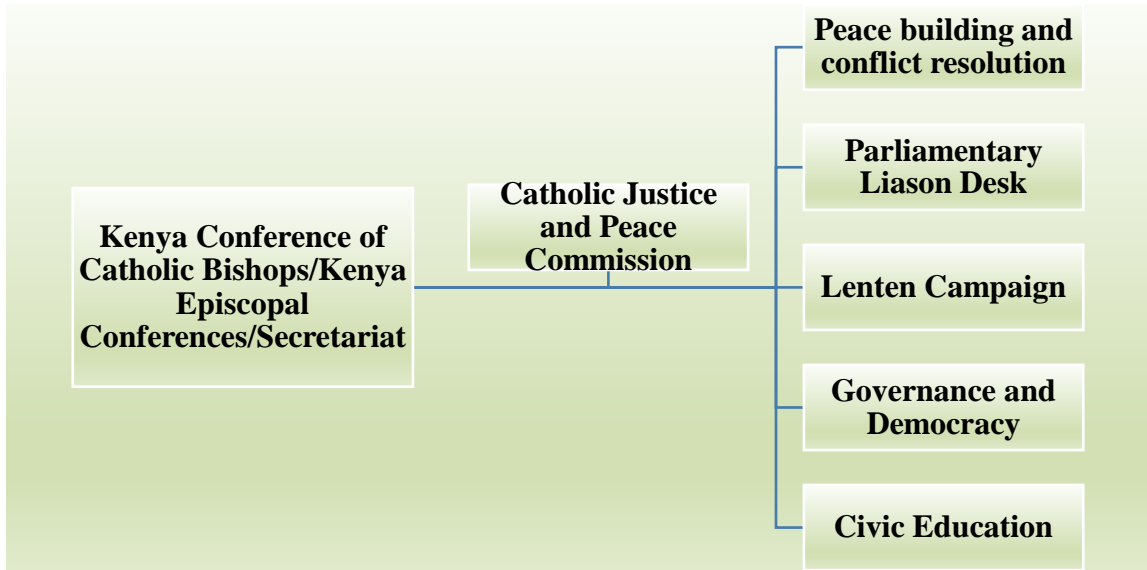 Kenya Conference of
Catholic Bishops/Kenya
Episcopal
Conferences/Secretariat
Catholic Justice
and Peace
Commission
Peace building and
conflict resolution
Parliamentary
Liason Desk
Lenten Campaign
Governance and
Democracy
Civic Education